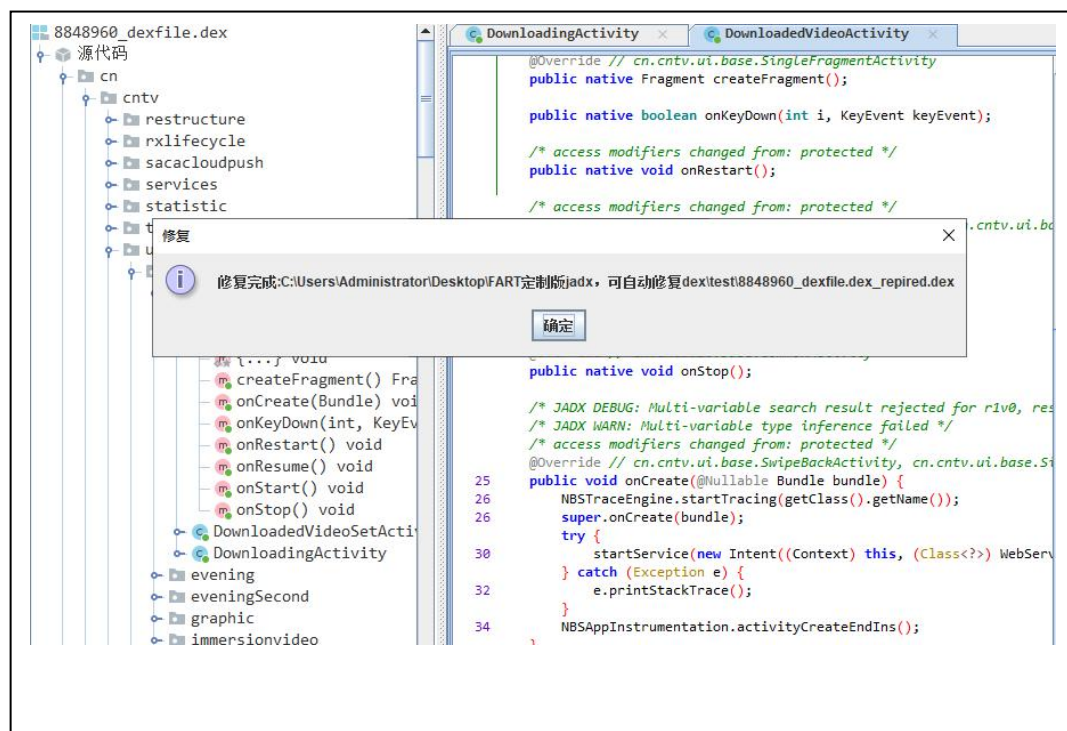 8848960_dexfile.dex
源代码
cn
cntv
restructure
rxlifecycle
sacacloudpush
services
statistic
t
u
{...} void
createFragment() Fra
onCreate(Bundle) voi
onKeyDown(int, KeyEv
onRestart() void
onResume() void
onStart() void
onStop() void
DownloadedVideoSetActi
DownloadingActivity
evening
eveningSecond
graphic
immersionvideo
DownloadingActivity
DownloadedVideoActivity
@Override // cn.cntv.ui.base.SingleFragmentActivity
public native Fragment createFragment();
public native boolean onKeyDown(int i, KeyEvent keyEvent);
/* access modifiers changed from: protected */
public native void onRestart();
/* access modifiers changed from: protected */
.cntv.ui.ba
修复
修复完成:C:\Users\Administrator\Desktop\FART定制版jadx，可自动修复dex\test\8848960_dexfile.dex_repired.dex
确定
public native void onStop();
/* JADX DEBUG: Multi-variable search result rejected for r1v0, res
/* JADX WARN: Multi-variable type inference failed */
/* access modifiers changed from: protected */
@Override // cn.cntv.ui.base.SwipeBackActivity, cn.cntv.ui.base.Si
25 public void onCreate(@Nullable Bundle bundle) {
26 NBSTraceEngine.startTracing(getClass().getName());
26 super.onCreate(bundle);
try {
30 startService(new Intent((Context) this, (Class<?>) WebServ
} catch (Exception e) {
32 e.printStackTrace();
}
34 NBSAppInstrumentation.activityCreateEndIns();
}